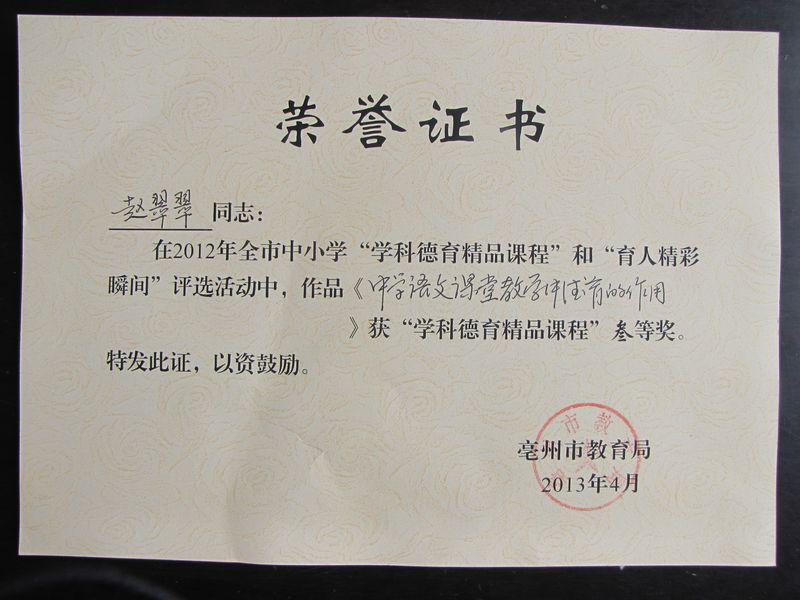 荣誉证书
赵翠翠 同志：
在2012年全市中小学“学科德育精品课程”和“育人精彩
瞬间”评选活动中，作品《中学语文课堂教学中德育的作用
》获“学科德育精品课程”叁等奖。
特发此证，以资鼓励。
亳州市教育局
2013年4月
市教